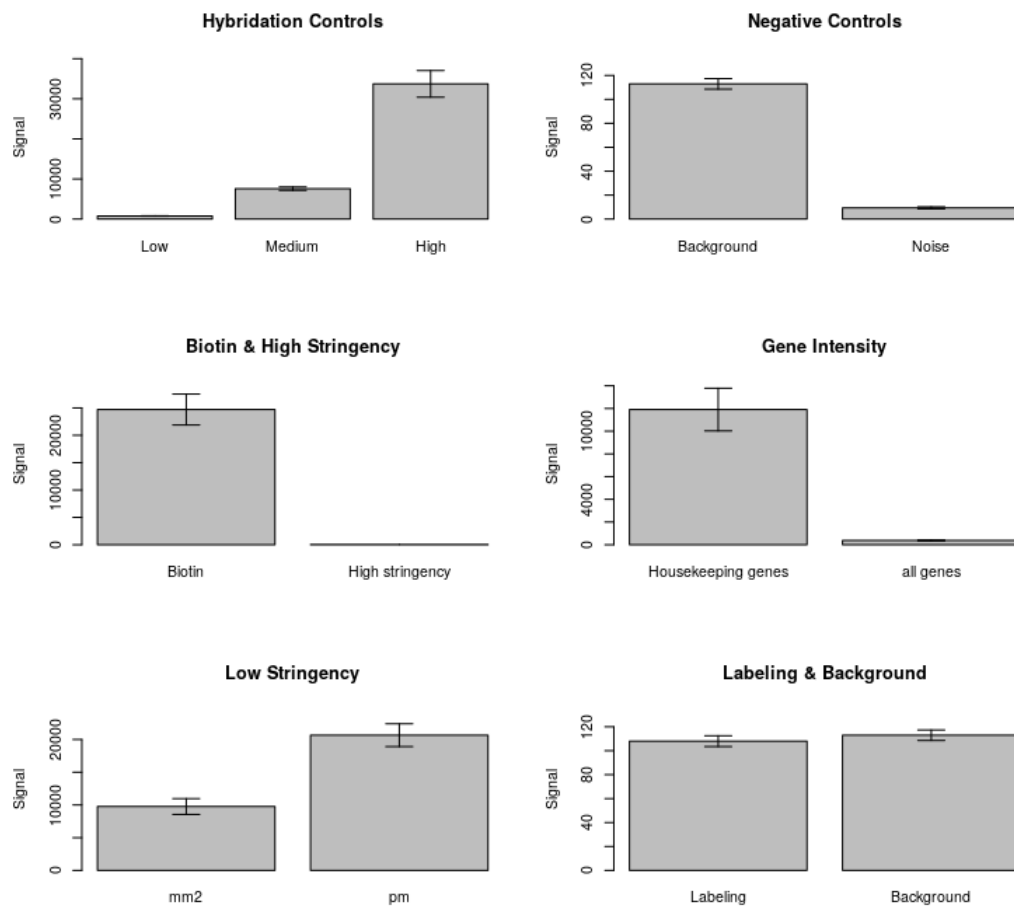 Hybridation Controls
Signal
30000
10000
0
Low Medium High
Negative Controls
Signal
120
80
40
0
Background Noise
Biotin & High Stringency
Signal
20000
10000
0
Biotin High stringency
Gene Intensity
Signal
10000
4000
0
Housekeeping genes all genes
Low Stringency
Signal
20000
10000
0
mm2 pm
Labeling & Background
Signal
120
80
40
0
Labeling Background